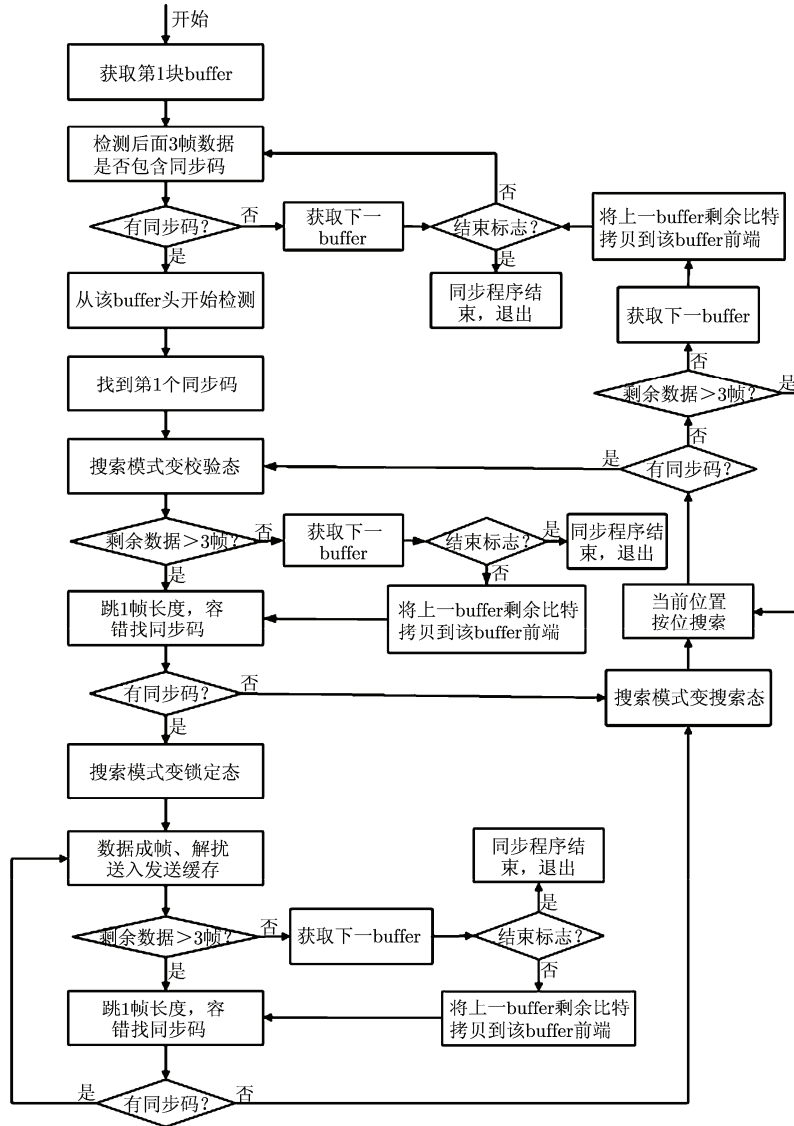 开始
获取第1块buffer
检测后面3帧数据
是否包含同步码
有同步码？
否
是
获取下一
buffer
结束标志？
否
是
同步程序结
束，退出
将上一buffer剩余比特
拷贝到该buffer前端
获取下一buffer
否
剩余数据＞3帧？
是
否
有同步码？
是
从该buffer头开始检测
找到第1个同步码
搜索模式变校验态
剩余数据＞3帧？
否
是
获取下一
buffer
结束标志？
是
否
同步程序结
束，退出
将上一buffer剩余比特
拷贝到该buffer前端
跳1帧长度，容
错找同步码
当前位置
按位搜索
有同步码？
否
是
搜索模式变搜索态
搜索模式变锁定态
数据成帧、解扰
送入发送缓存
同步程序结
束，退出
是
剩余数据＞3帧？
否
是
获取下一buffer
结束标志？
否
将上一buffer剩余比特
拷贝到该buffer前端
跳1帧长度，容
错找同步码
是
有同步码？
否